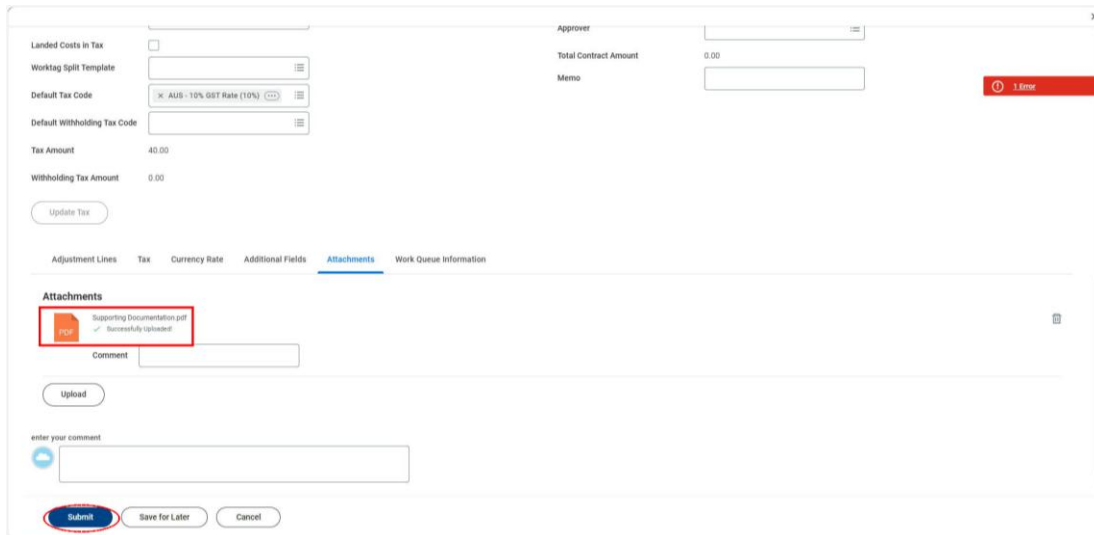 Approver
Landed Costs in Tax
Total Contract Amount 0.00
Worktag Split Template
Memo
1 Error
Default Tax Code × AUS - 10% GST Rate (10%)
Default Withholding Tax Code
Tax Amount 40.00
Withholding Tax Amount 0.00
Update Tax
Adjustment Lines Tax Currency Rate Additional Fields Attachments Work Queue Information
Attachments
Supporting Documentation.pdf
PDF Successfully Uploaded!
Comment
Upload
enter your comment
Submit Save for Later Cancel